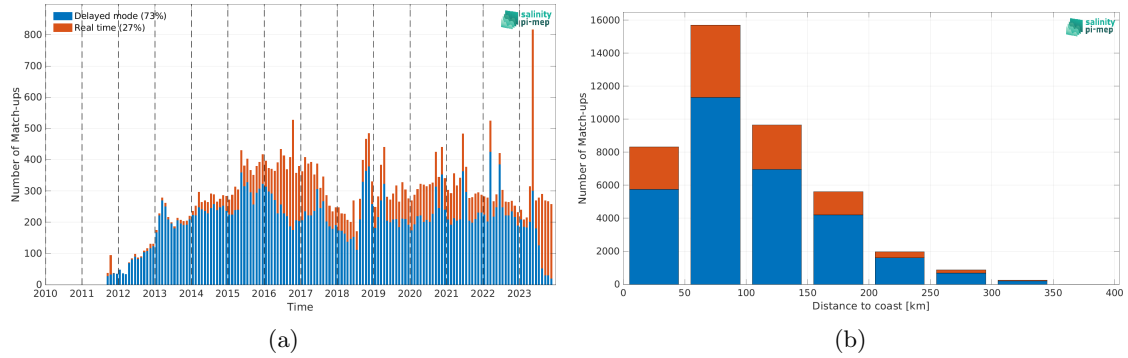 Delayed mode (73%)
Real time (27%)
salinity
pi-mep
Number of Match-ups
800
700
600
500
400
300
200
100
0
2010 2011 2012 2013 2014 2015 2016 2017 2018 2019 2020 2021 2022 2023
Time
(a)
salinity
pi-mep
Number of Match-ups
16000
14000
12000
10000
8000
6000
4000
2000
0
0 50 100 150 200 250 300 350 400
Distance to coast [km]
(b)